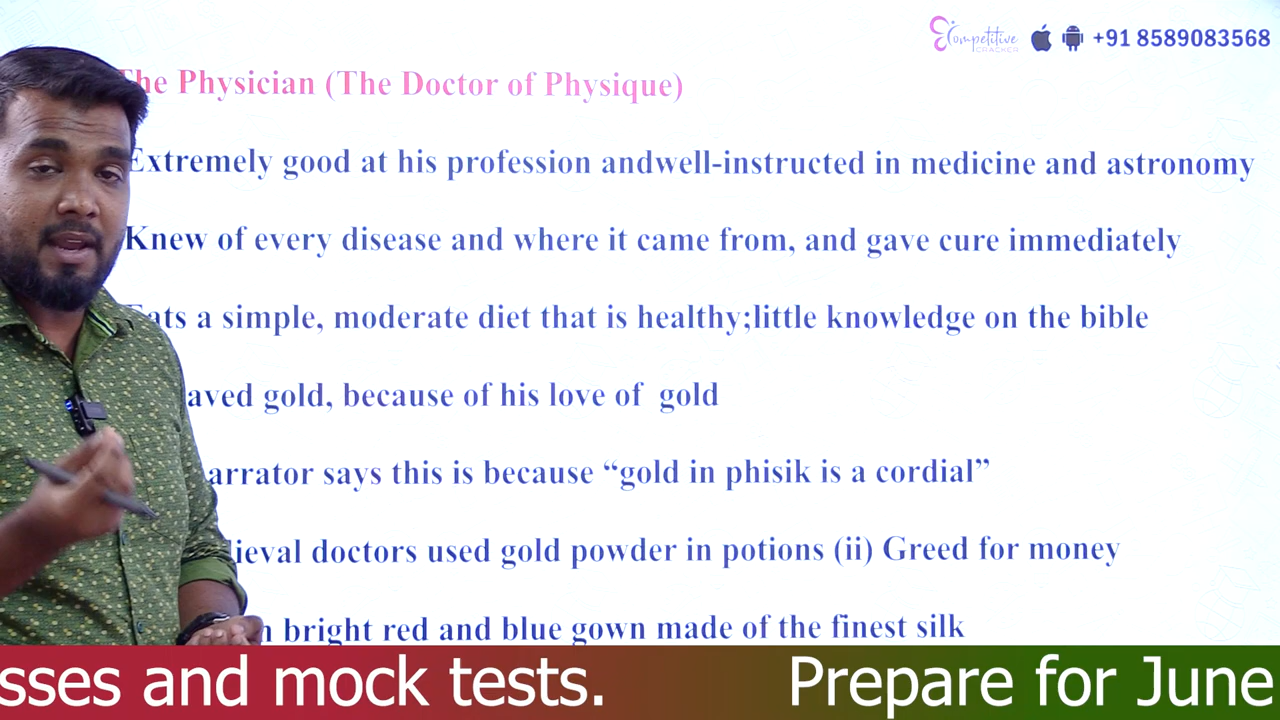 Competitive
CRACKER
+91 8589083568
The Physician (The Doctor of Physique)
Extremely good at his profession andwell-instructed in medicine and astronomy
Knew of every disease and where it came from, and gave cure immediately
Eats a simple, moderate diet that is healthy;little knowledge on the bible
aved gold, because of his love of gold
arrator says this is because “gold in phisik is a cordial”
ieval doctors used gold powder in potions (ii) Greed for money
bright red and blue gown made of the finest silk
sses and mock tests. Prepare for June